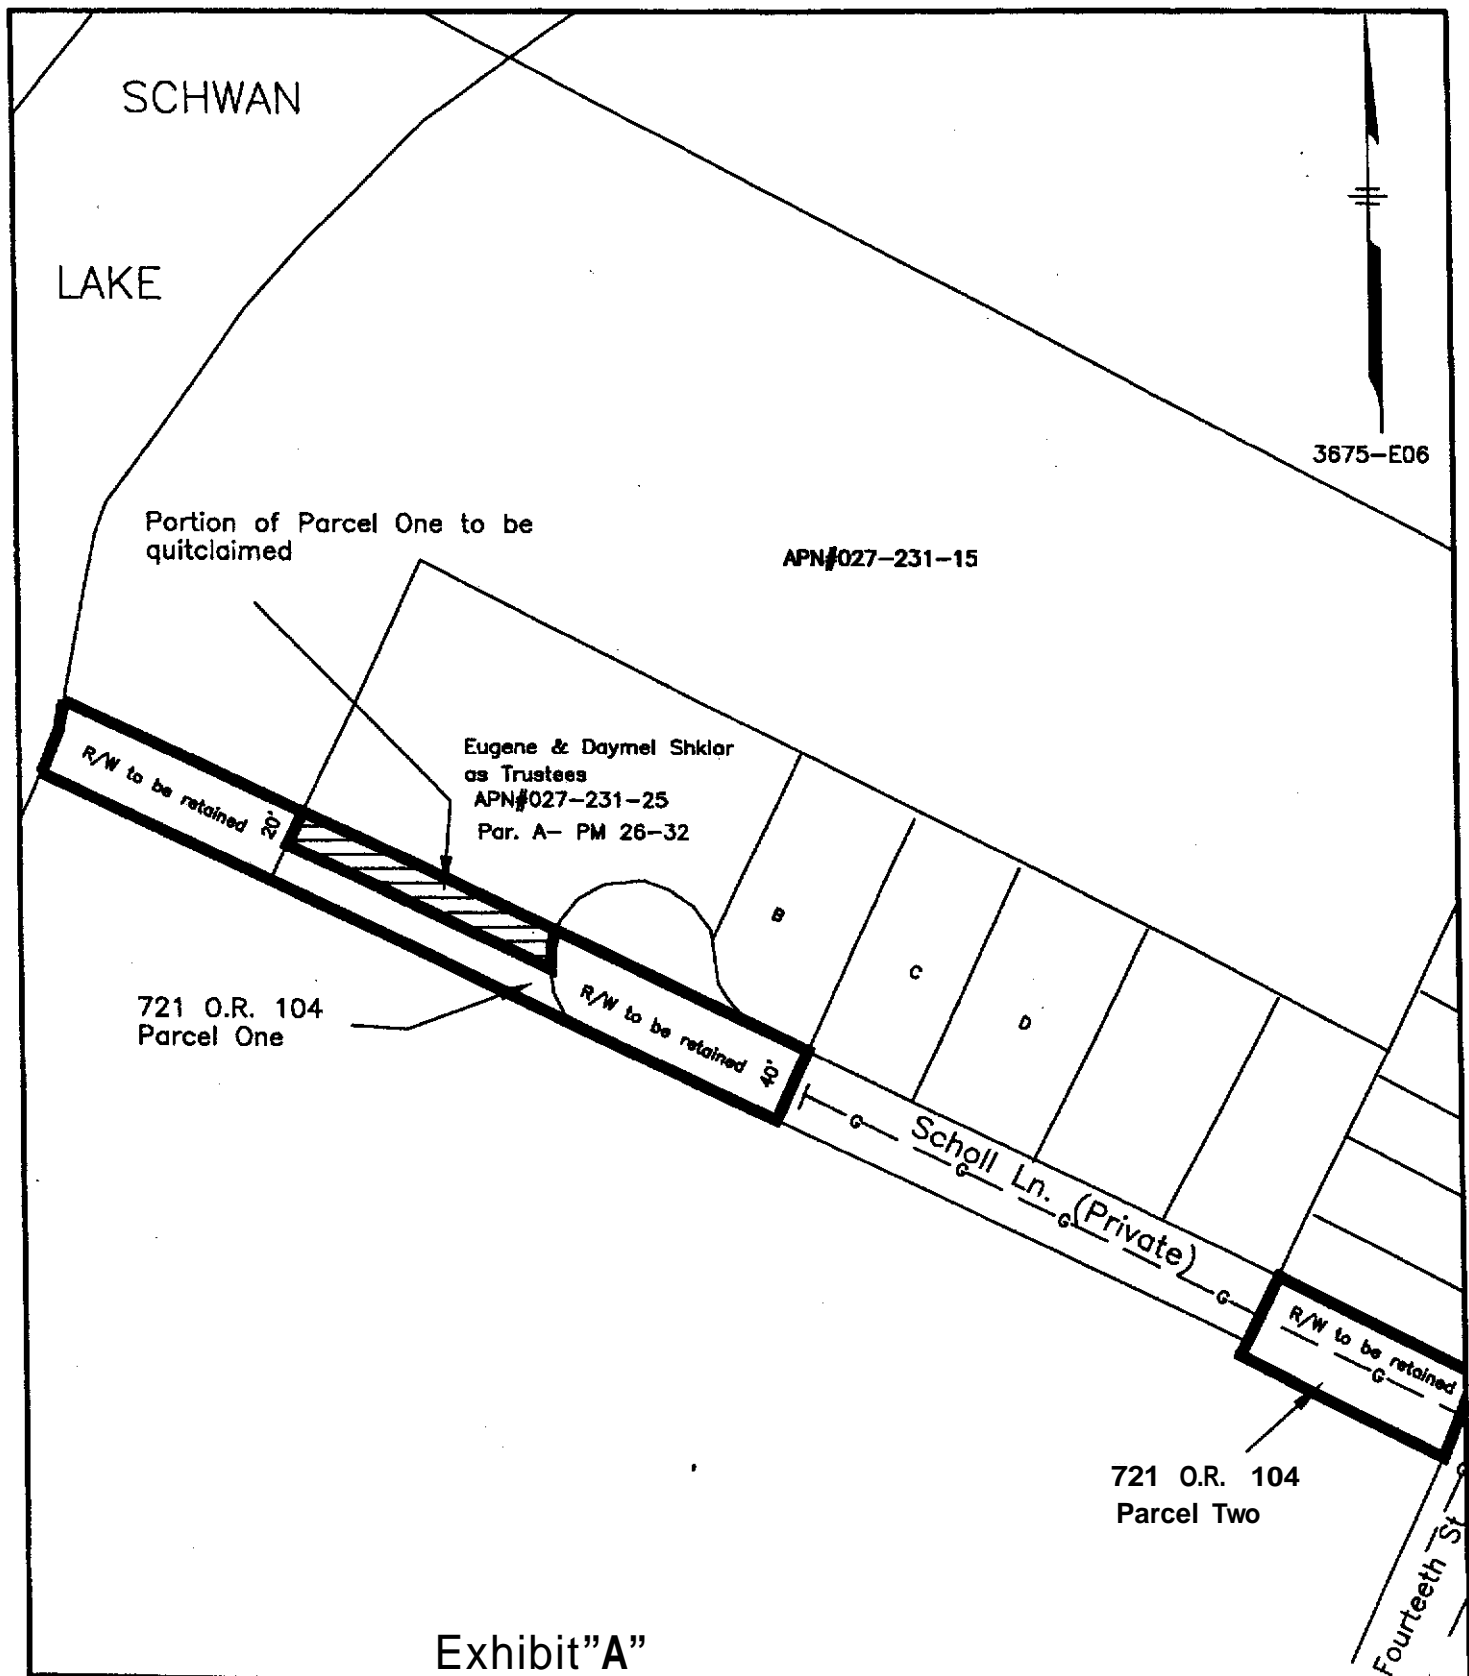 SCHWAN
LAKE
3675-E06
Portion of Parcel One to be
quitclaimed
APN#027-231-15
Eugene & Daymel Shklar
as Trustees
APN#027-231-25
Par. A- PM 26-32
R/W to be retained
20'
B
C
D
721 O.R. 104
Parcel One
R/W to be retained
40'
G
Scholl Ln. (Private)
G
G
G
R/W to be retained
G
721 O.R. 104
Parcel Two
G
Fourteeth St
Exhibit"A"